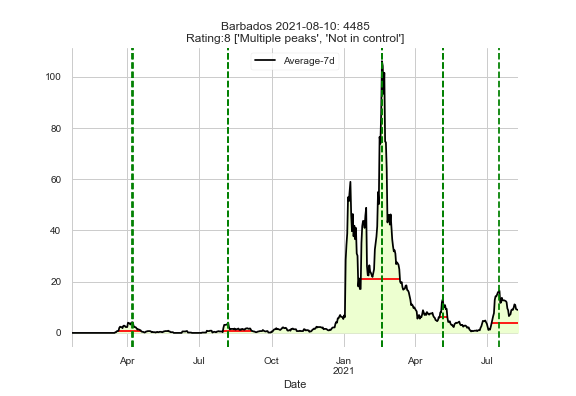 Barbados 2021-08-10: 4485
Rating:8 ['Multiple peaks', 'Not in control']
Average-7d
100
80
60
40
20
0
Apr Jul Oct Jan Apr Jul
2021
Date